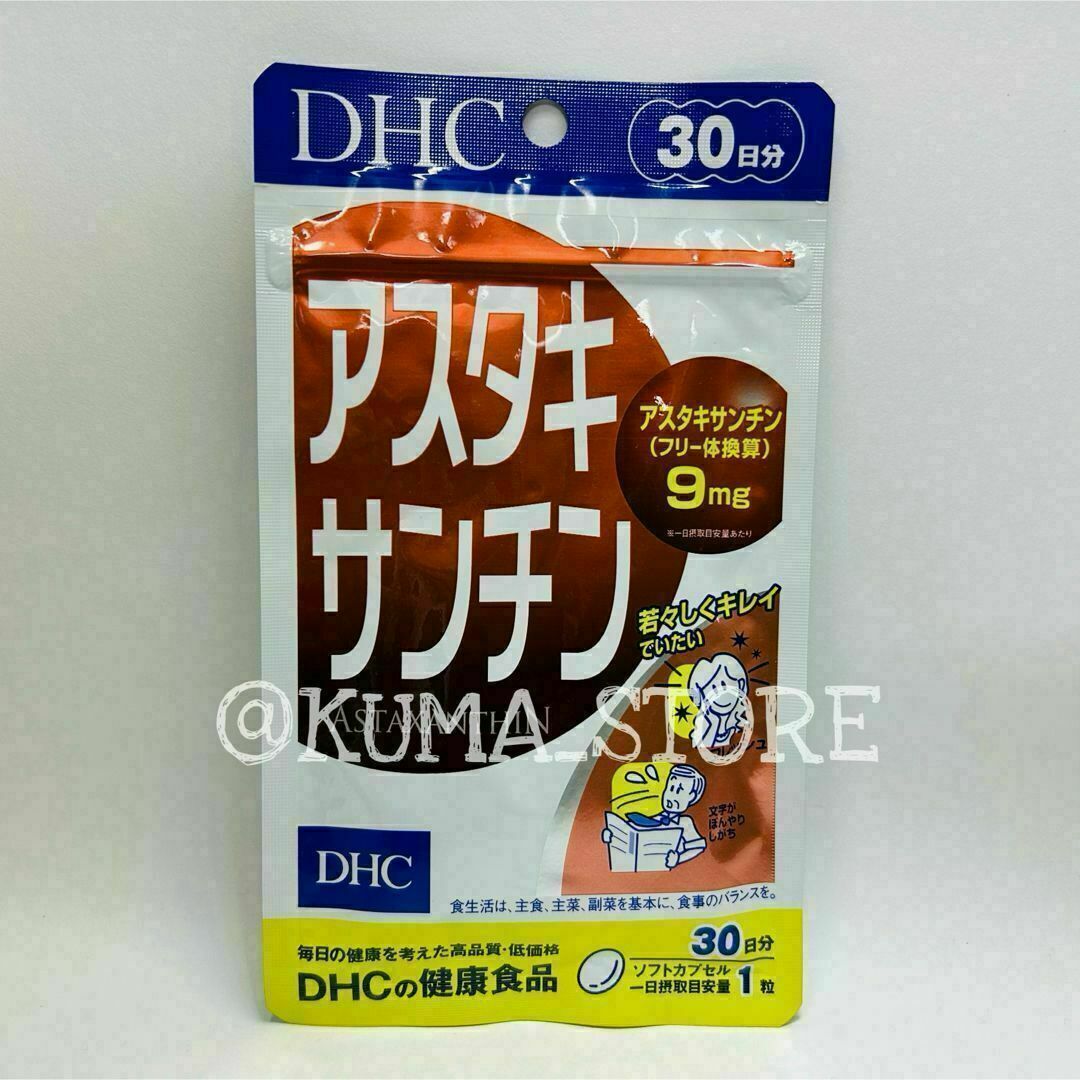 DHC
30日分
アスタキ
サンチン
ASTAXANTHIN
アスタキサンチン
(フリー体換算)
9mg
※一日摂取目安量あたり
若々しくキレイ
でいたい
@KUMA_STORE
文字が
ぼんやり
しがち
DHC
食生活は、主食、主菜、副菜を基本に、食事のバランスを。
毎日の健康を考えた高品質・低価格
DHCの健康食品
30日分
ソフトカプセル
一日摂取目安量 1粒